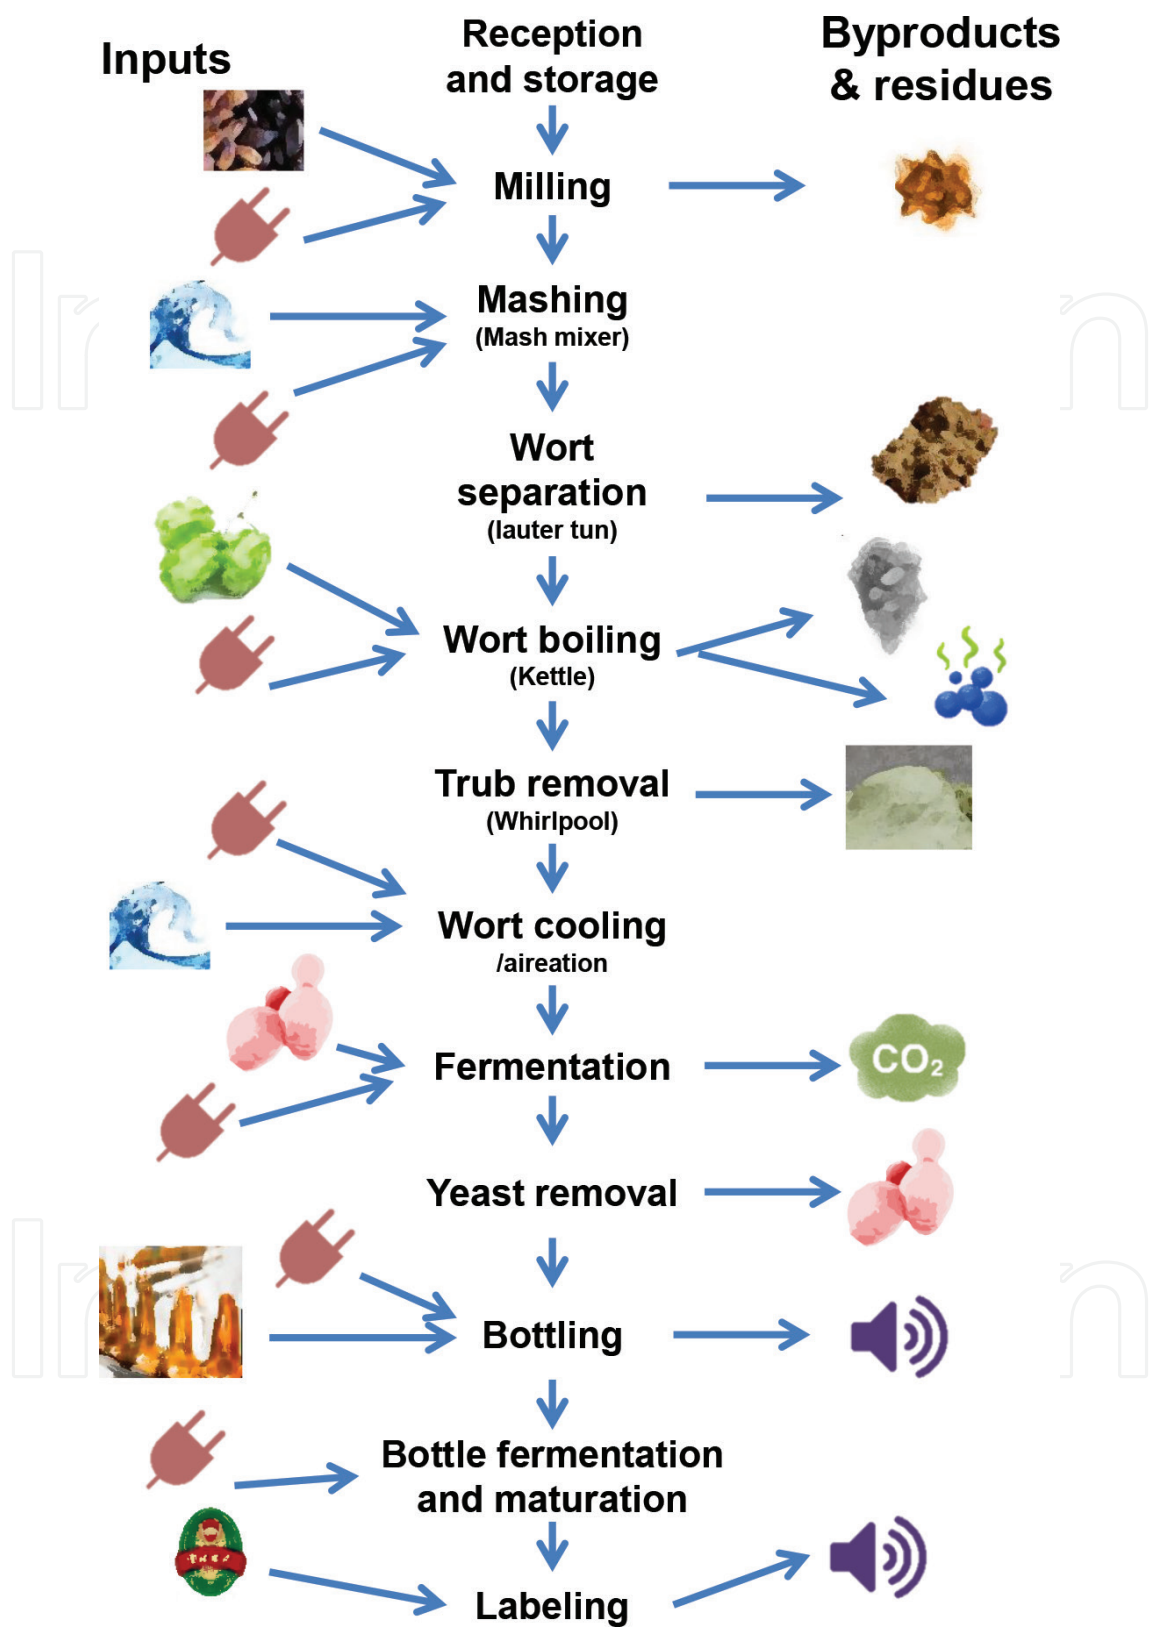 Inputs
Reception
and storage
Byproducts
& residues
Milling
Mashing
(Mash mixer)
Wort
separation
(lauter tun)
Wort boiling
(Kettle)
Trub removal
(Whirlpool)
Wort cooling
/aireation
Fermentation
CO₂
Yeast removal
Bottling
Bottle fermentation
and maturation
Labeling